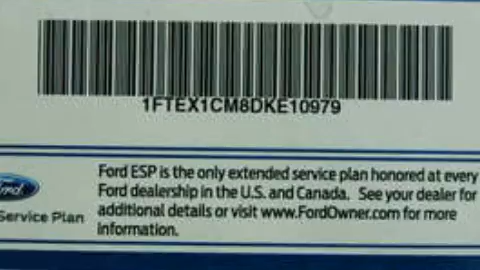 1FTEX1CM8DKE10979
Ford ESP is the only extended service plan honored at every
Ford dealership in the U.S. and Canada. See your dealer for
additional details or visit www.FordOwner.com for more
information.
Ford
Service Plan